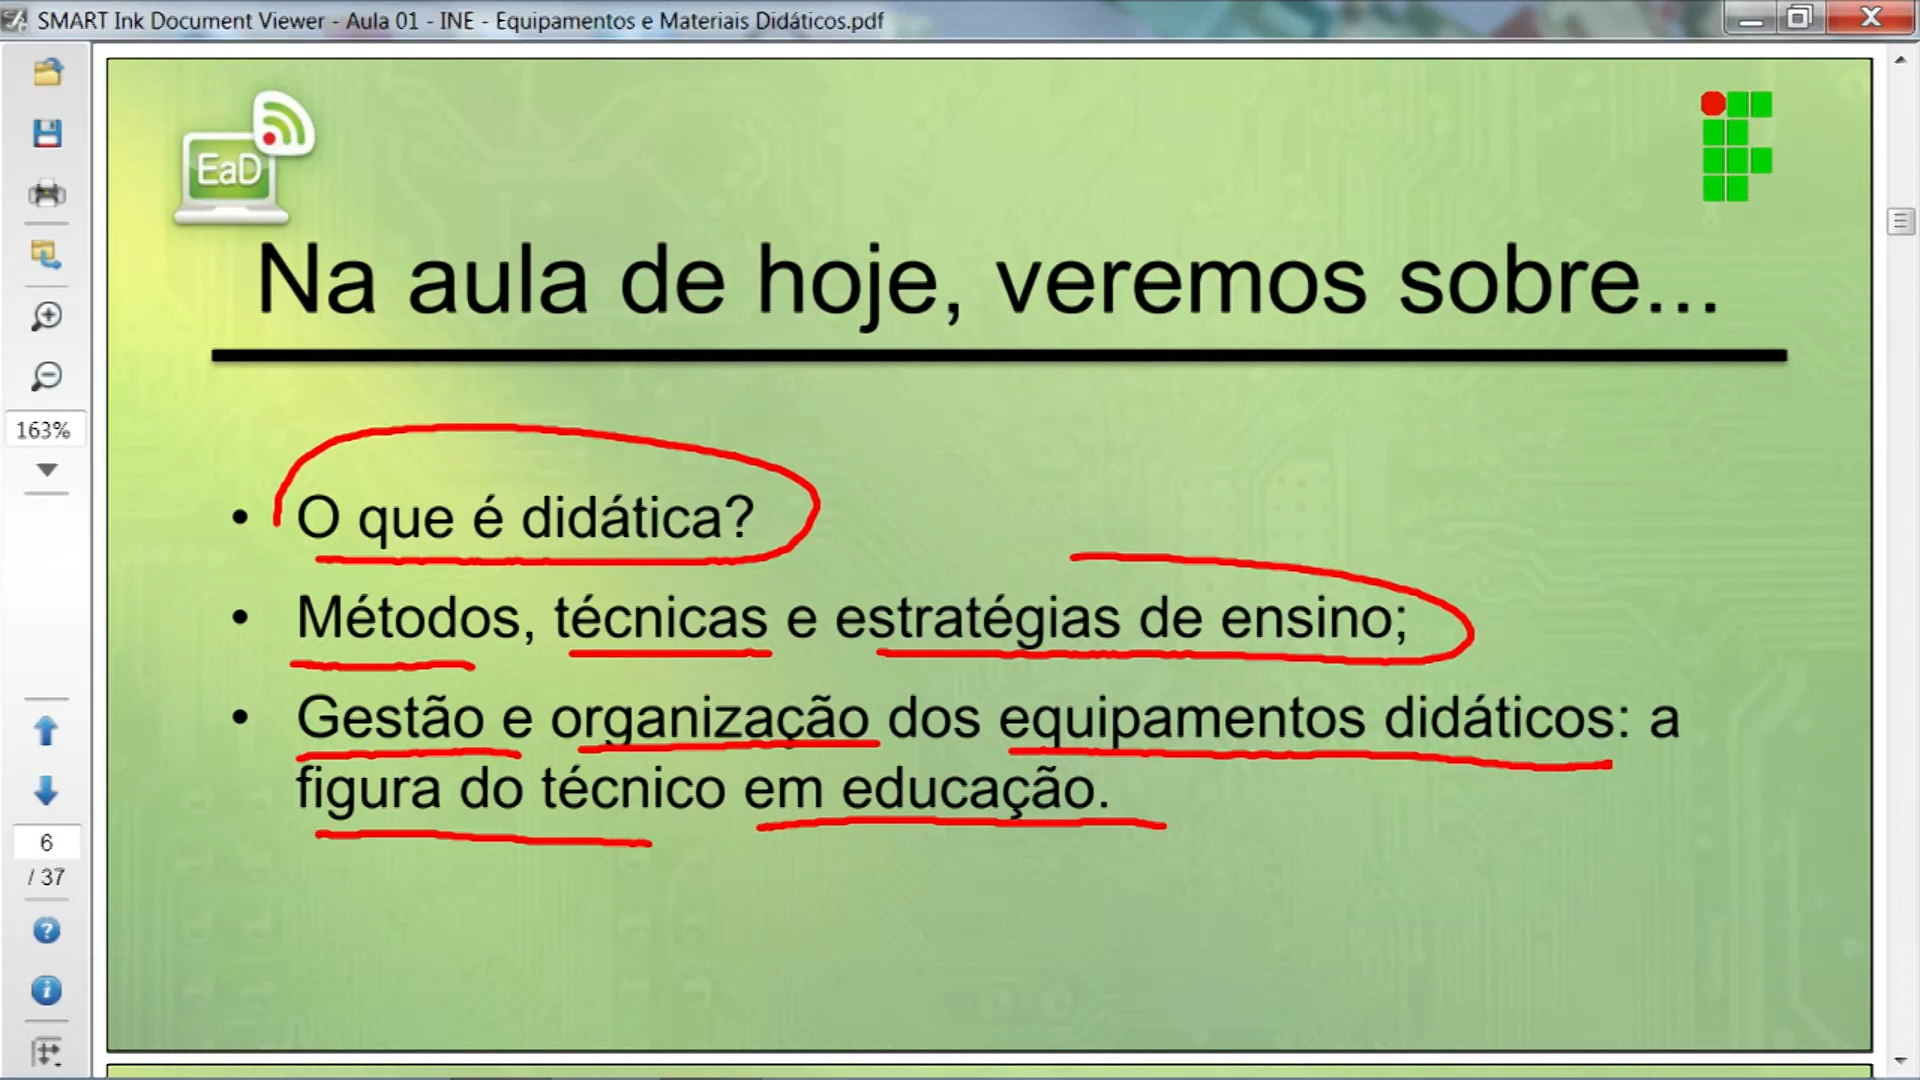 SMART Ink Document Viewer - Aula 01 - INE - Equipamentos e Materiais Didáticos.pdf
EaD
Na aula de hoje, veremos sobre...
163%
• O que é didática?
• Métodos, técnicas e estratégias de ensino;
• Gestão e organização dos equipamentos didáticos: a
figura do técnico em educação.
6
/ 37